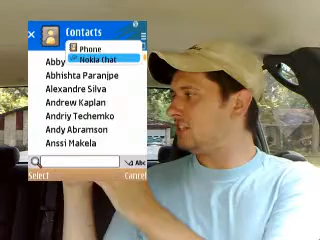 Contacts
Phone
Nokia Chat
Abby
Abhishta Paranjpe
Alexandre Silva
Andrew Kaplan
Andriy Techemko
Andy Abramson
Anssi Makela
Abc
Select
Cancel